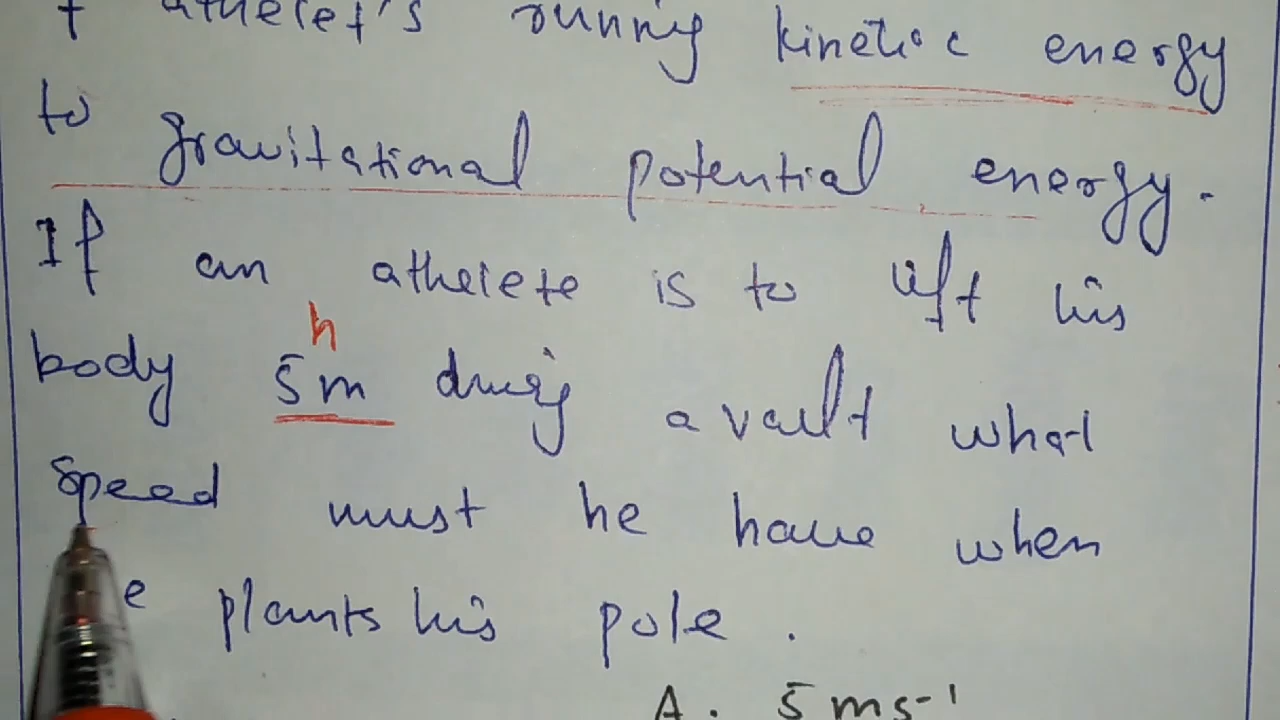 athelet's running kinetic energy
to gravitational potential energy.
If an athelete is to lift his
h
body 5m during a vault what
speed must he have when
e plants his pole.
A. 5 ms⁻¹